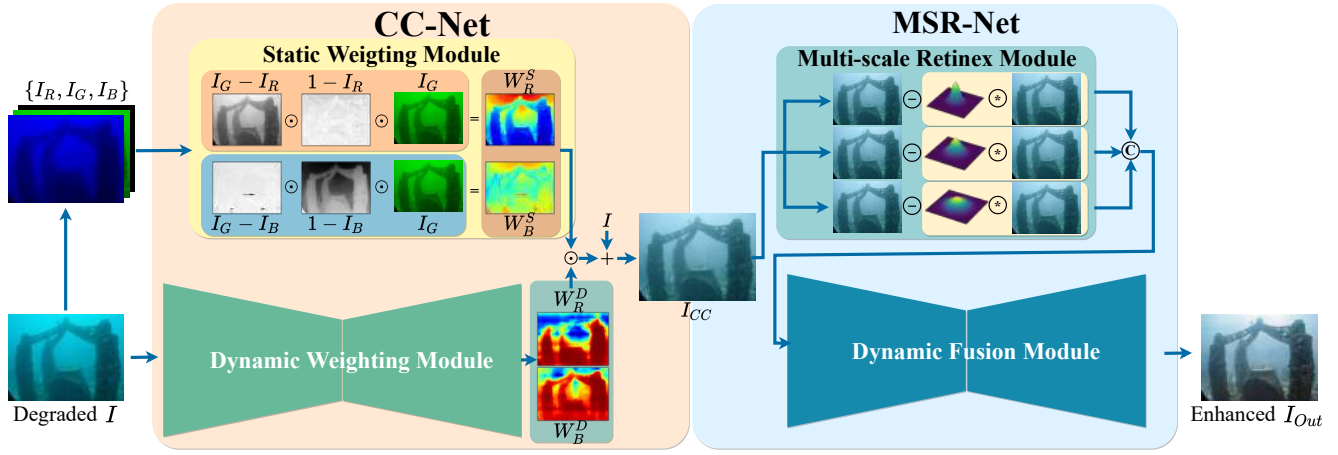 CC-Net
MSR-Net
Static Weigting Module
Multi-scale Retinex Module
{I_R, I_G, I_B}
I_G − I_R
1 − I_R
I_G
W_R^S
⊙
⊙
=
⊙
⊙
=
I_G − I_B
1 − I_B
I_G
W_B^S
− *
− *
− *
C
I
⊙ +
I_CC
W_R^D
Dynamic Weighting Module
W_B^D
Dynamic Fusion Module
Degraded I
Enhanced I_Out